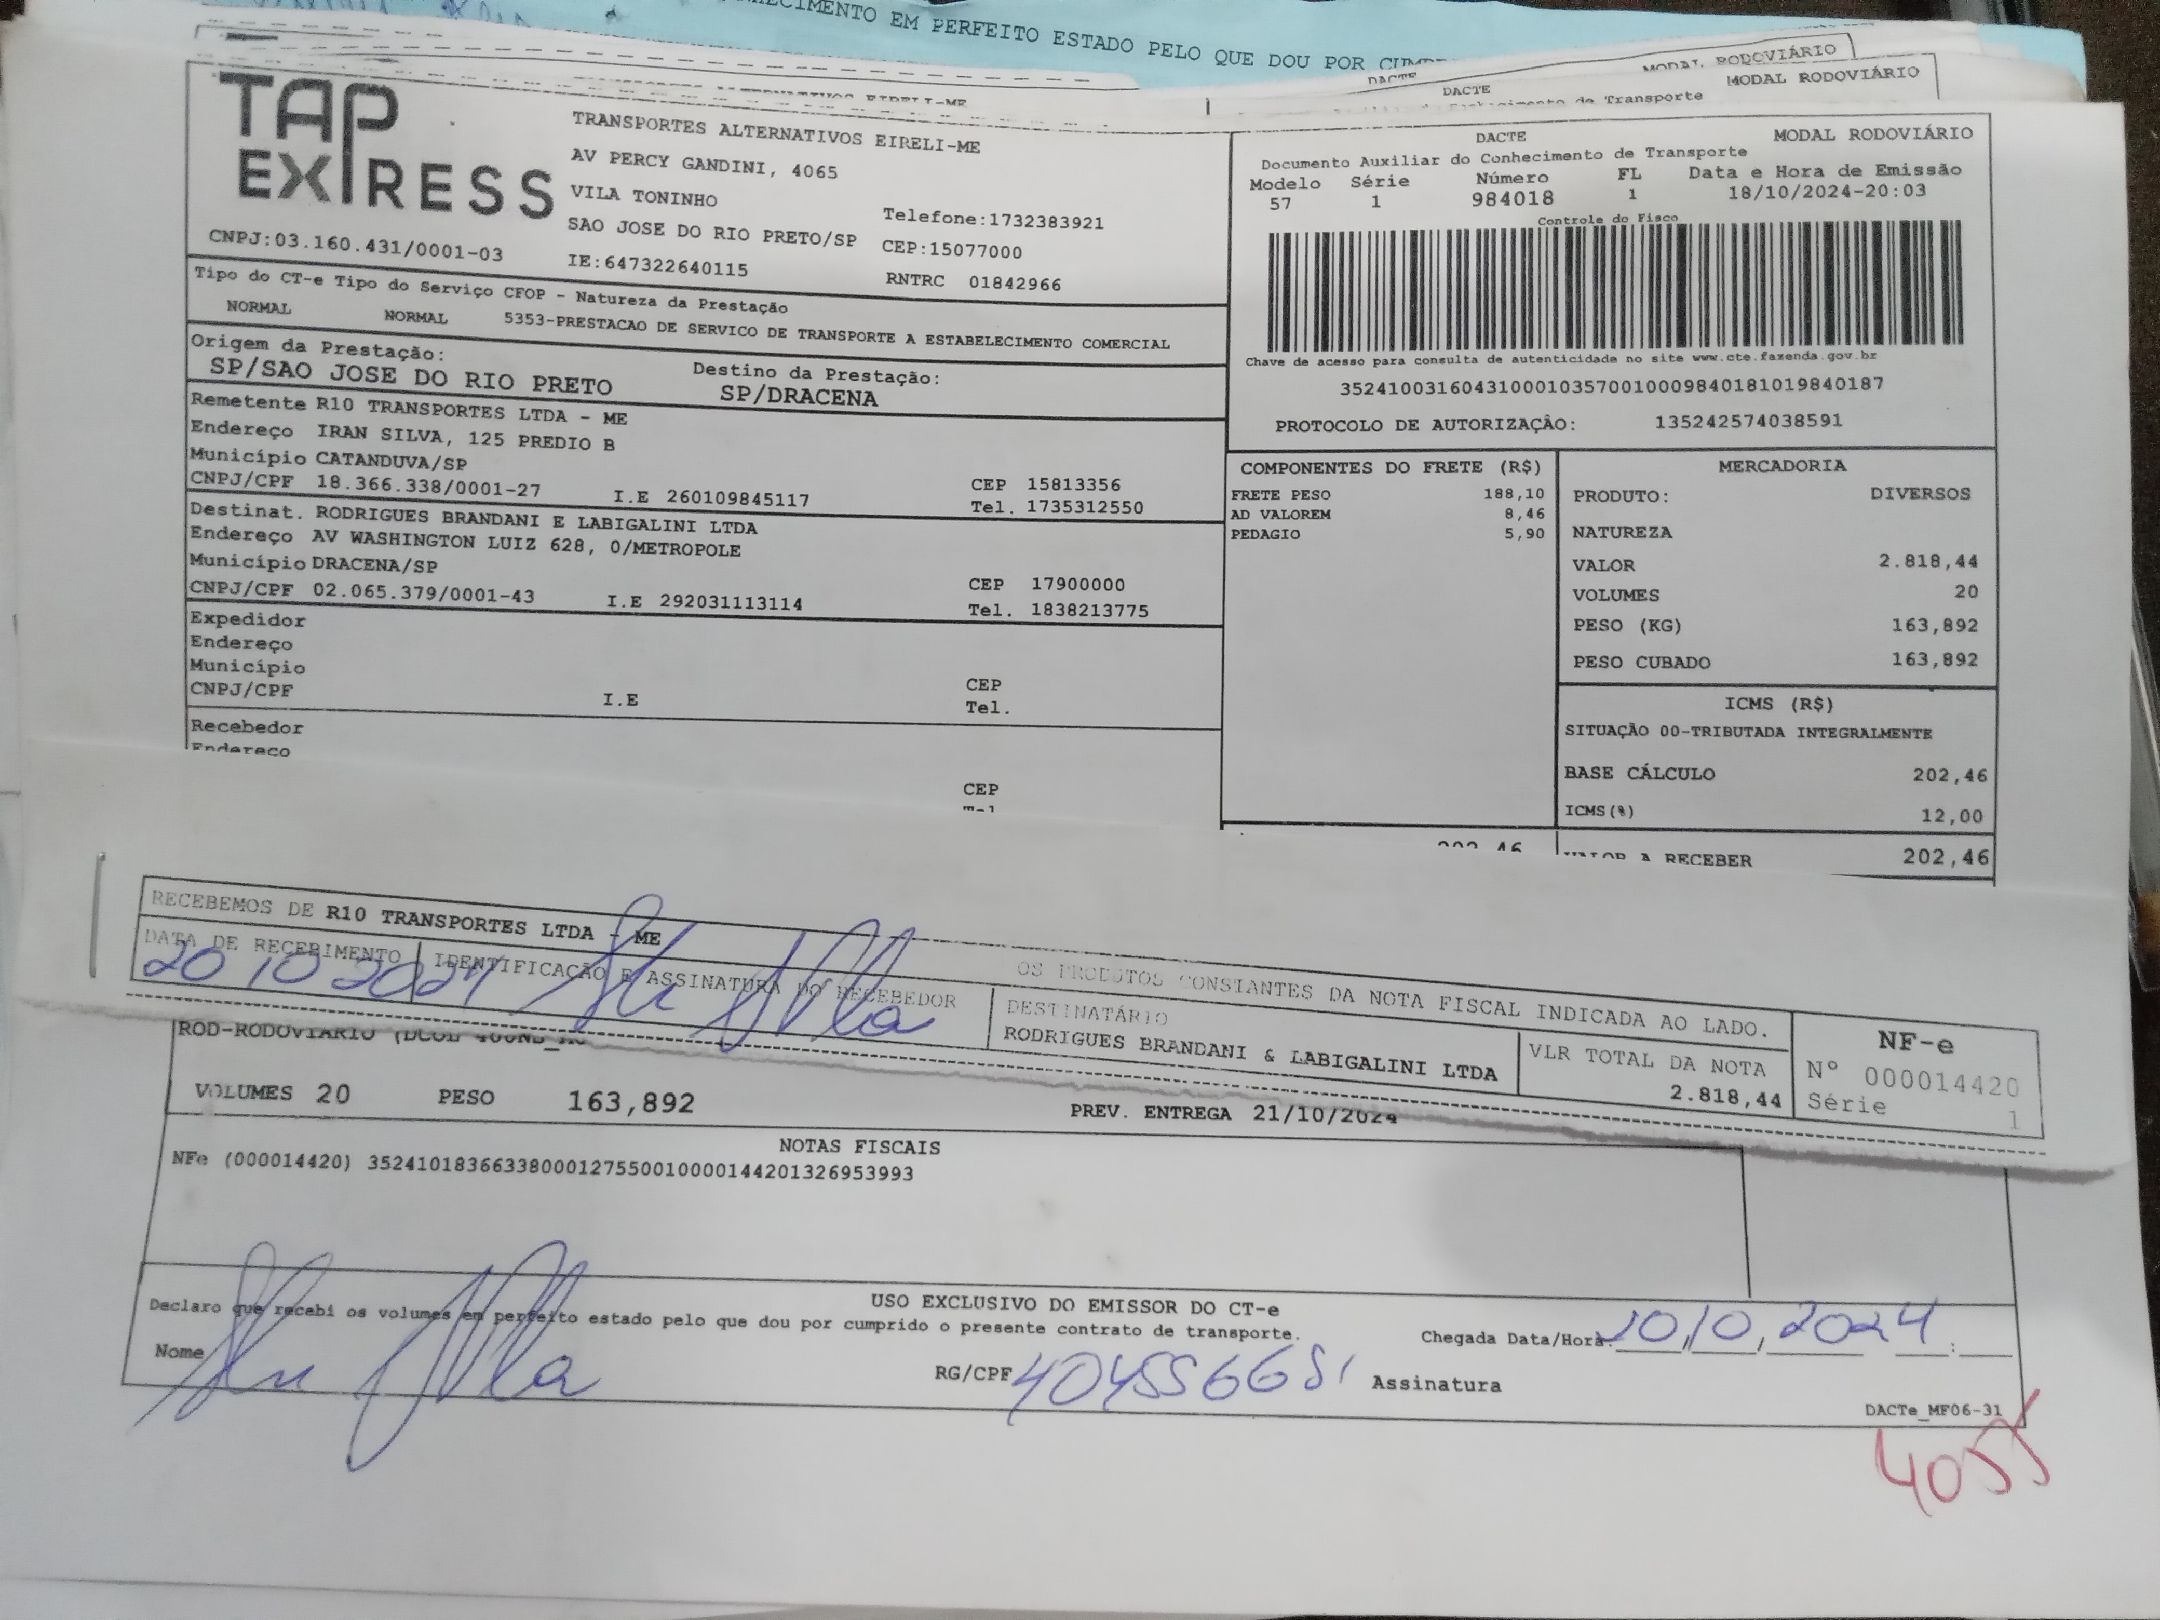 CONHECIMENTO EM PERFEITO ESTADO PELO QUE DOU POR
DACTE
MODAL RODOVIÁRIO
DACTE
MODAL RODOVIÁRIO
de Transporte
TAP EXPRESS
TRANSPORTES ALTERNATIVOS EIRELI-ME
AV PERCY GANDINI, 4065
VILA TONINHO
SAO JOSE DO RIO PRETO/SP
Telefone:1732383921
CEP:15077000
CNPJ:03.160.431/0001-03
IE:647322640115
RNTRC 01842966
DACTE
MODAL RODOVIÁRIO
Documento Auxiliar do Conhecimento de Transporte
Modelo Série Número FL Data e Hora de Emissão
57 1 984018 1 18/10/2024-20:03
Controle do Fisco
Chave de acesso para consulta de autenticidade no site www.cte.fazenda.gov.br
35241003160431000103570010009840181019840187
PROTOCOLO DE AUTORIZAÇÃO: 135242574038591
Tipo do CT-e Tipo do Serviço CFOP - Natureza da Prestação
NORMAL NORMAL 5353-PRESTACAO DE SERVICO DE TRANSPORTE A ESTABELECIMENTO COMERCIAL
Origem da Prestação: Destino da Prestação:
SP/SAO JOSE DO RIO PRETO SP/DRACENA
Remetente R10 TRANSPORTES LTDA - ME
Endereço IRAN SILVA, 125 PREDIO B
Município CATANDUVA/SP CEP 15813356
CNPJ/CPF 18.366.338/0001-27 I.E 260109845117 Tel. 1735312550
Destinat. RODRIGUES BRANDANI E LABIGALINI LTDA
Endereço AV WASHINGTON LUIZ 628, 0/METROPOLE
Município DRACENA/SP CEP 17900000
CNPJ/CPF 02.065.379/0001-43 I.E 292031113114 Tel. 1838213775
Expedidor
Endereço
Município CEP
CNPJ/CPF I.E Tel.
Recebedor
Endereço
CEP
COMPONENTES DO FRETE (R$)
FRETE PESO 188,10
AD VALOREM 8,46
PEDAGIO 5,90
MERCADORIA
PRODUTO: DIVERSOS
NATUREZA
VALOR 2.818,44
VOLUMES 20
PESO (KG) 163,892
PESO CUBADO 163,892
ICMS (R$)
SITUAÇÃO 00-TRIBUTADA INTEGRALMENTE
BASE CÁLCULO 202,46
ICMS(%) 12,00
202,46 VALOR A RECEBER 202,46
RECEBEMOS DE R10 TRANSPORTES LTDA - ME OS PRODUTOS CONSTANTES DA NOTA FISCAL INDICADA AO LADO.
DATA DE RECEBIMENTO IDENTIFICAÇÃO E ASSINATURA DO RECEBEDOR
20 10 2024
DESTINATÁRIO
RODRIGUES BRANDANI & LABIGALINI LTDA
VLR TOTAL DA NOTA
2.818,44
NF-e
Nº 000014420
Série 1
ROD-RODOVIARIO
VOLUMES 20 PESO 163,892 PREV. ENTREGA 21/10/2024
NOTAS FISCAIS
NFe (000014420) 35241018366338000127550010000144201326953993
USO EXCLUSIVO DO EMISSOR DO CT-e
Declaro que recebi os volumes em perfeito estado pelo que dou por cumprido o presente contrato de transporte.
Chegada Data/Hora: 20/10/2024 :
Nome RG/CPF Assinatura
DACTe_MF06-31
4055